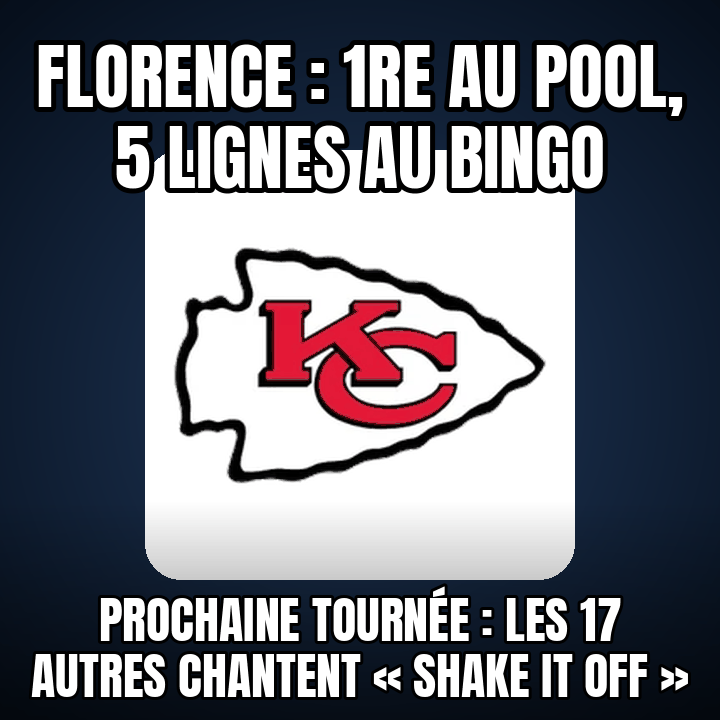 FLORENCE : 1RE AU POOL,
5 LIGNES AU BINGO
KC
PROCHAINE TOURNÉE : LES 17
AUTRES CHANTENT « SHAKE IT OFF »